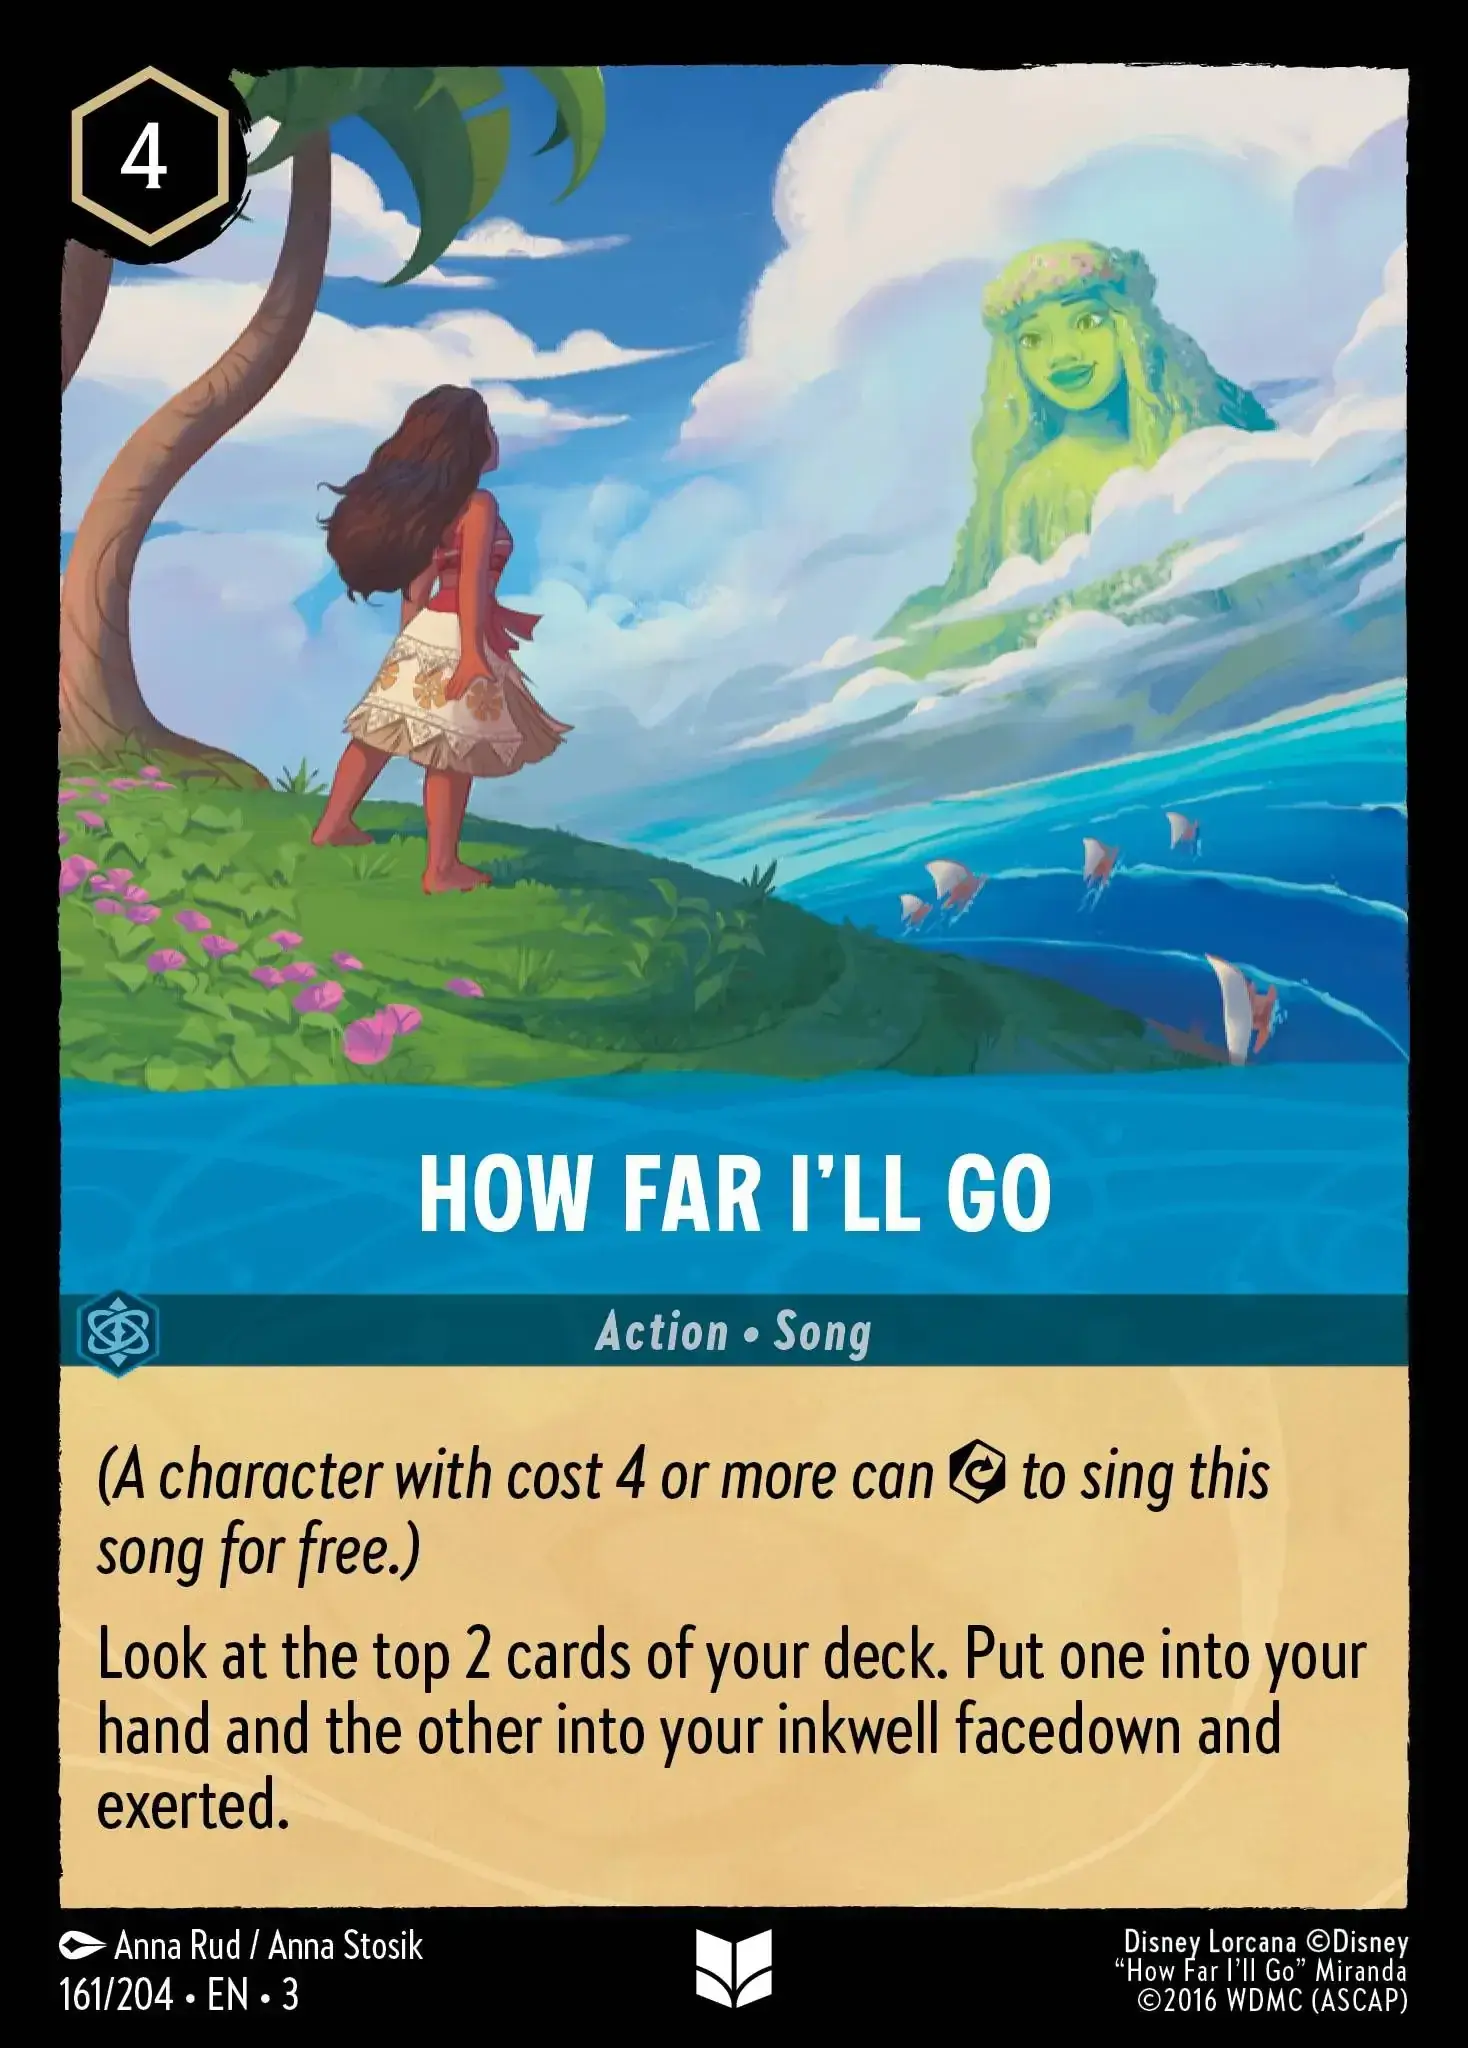 4
HOW FAR I'LL GO
Action • Song
(A character with cost 4 or more can to sing this
song for free.)
Look at the top 2 cards of your deck. Put one into your
hand and the other into your inkwell facedown and
exerted.
Anna Rud / Anna Stosik
161/204 • EN • 3
Disney Lorcana ©Disney
“How Far I'll Go” Miranda
©2016 WDMC (ASCAP)